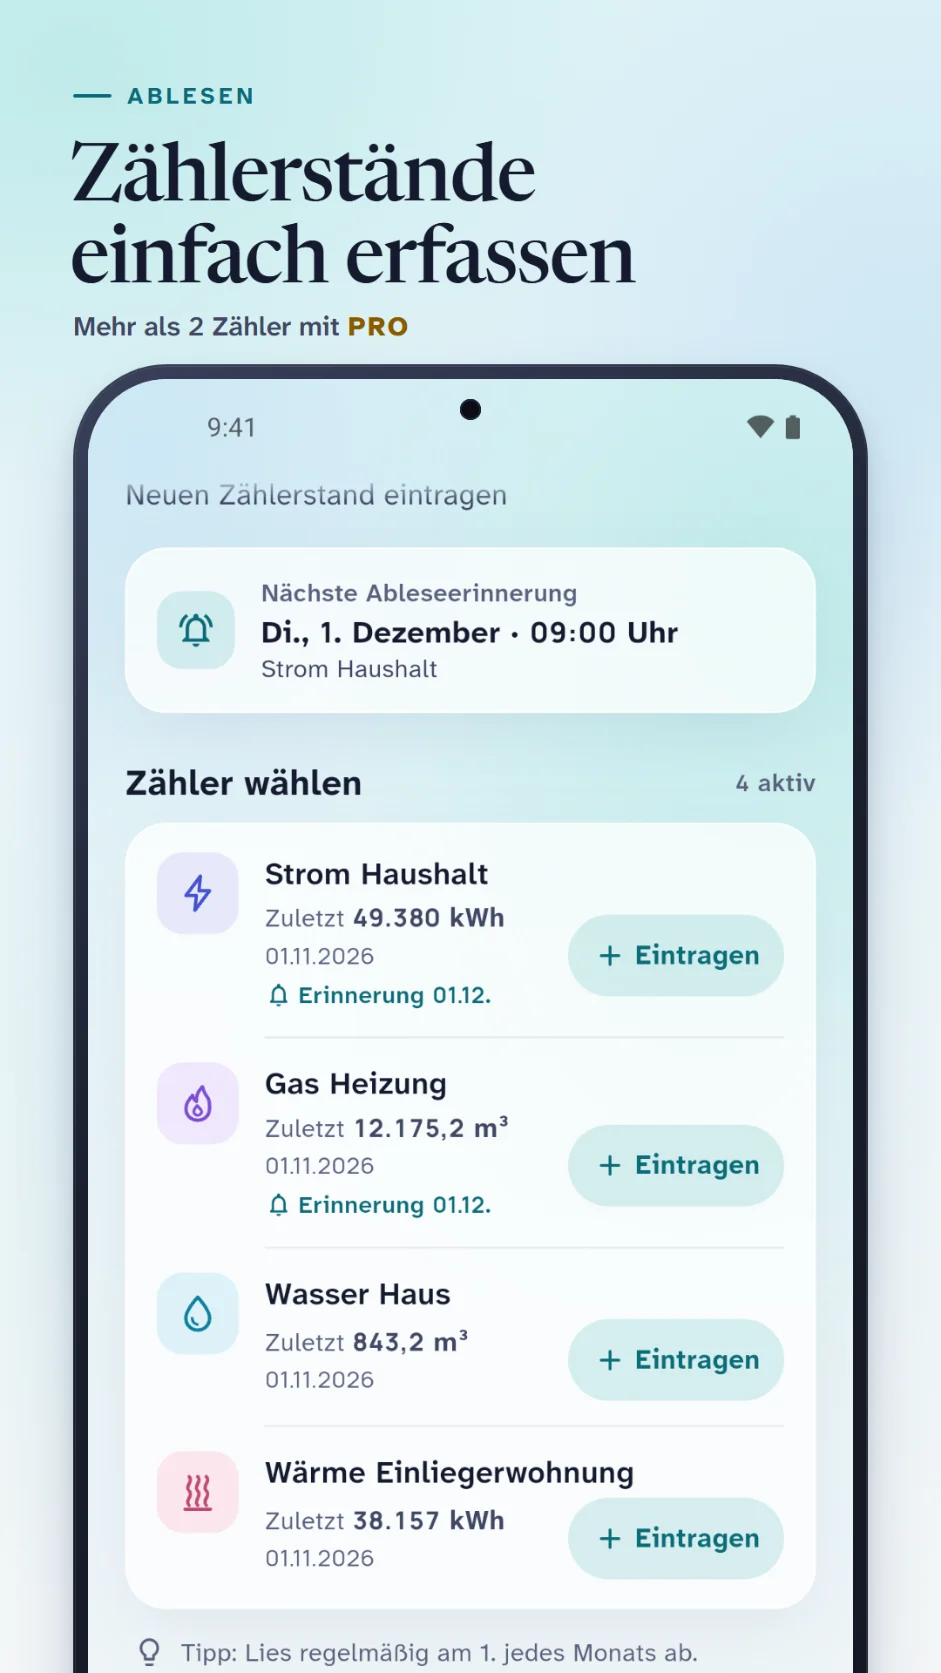 ABLESEN
Zählerstände
einfach erfassen
Mehr als 2 Zähler mit PRO
9:41
Neuen Zählerstand eintragen
Nächste Ableseerinnerung
Di., 1. Dezember · 09:00 Uhr
Strom Haushalt
Zähler wählen
4 aktiv
Strom Haushalt
Zuletzt 49.380 kWh
01.11.2026
+ Eintragen
Erinnerung 01.12.
Gas Heizung
Zuletzt 12.175,2 m³
01.11.2026
+ Eintragen
Erinnerung 01.12.
Wasser Haus
Zuletzt 843,2 m³
01.11.2026
+ Eintragen
Wärme Einliegerwohnung
Zuletzt 38.157 kWh
01.11.2026
+ Eintragen
Tipp: Lies regelmäßig am 1. jedes Monats ab.